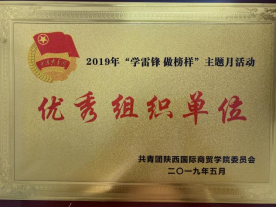 2019年“学雷锋 做榜样”主题月活动
优秀组织单位
共青团陕西国际商贸学院委员会
二〇一九年五月